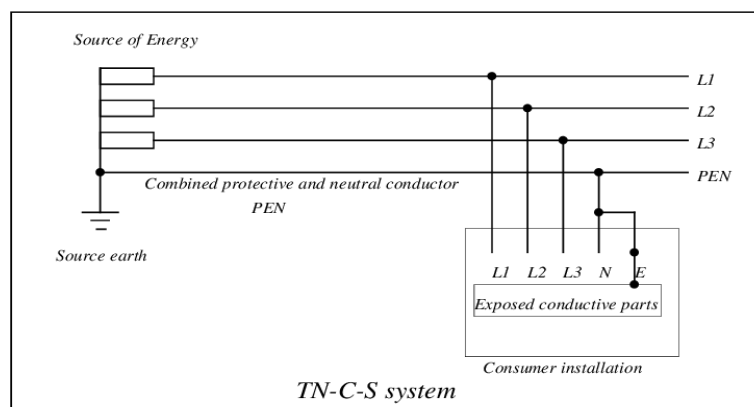 Source of Energy
L1
L2
L3
PEN
Combined protective and neutral conductor
PEN
Source earth
L1 L2 L3 N E
Exposed conductive parts
Consumer installation
TN-C-S system